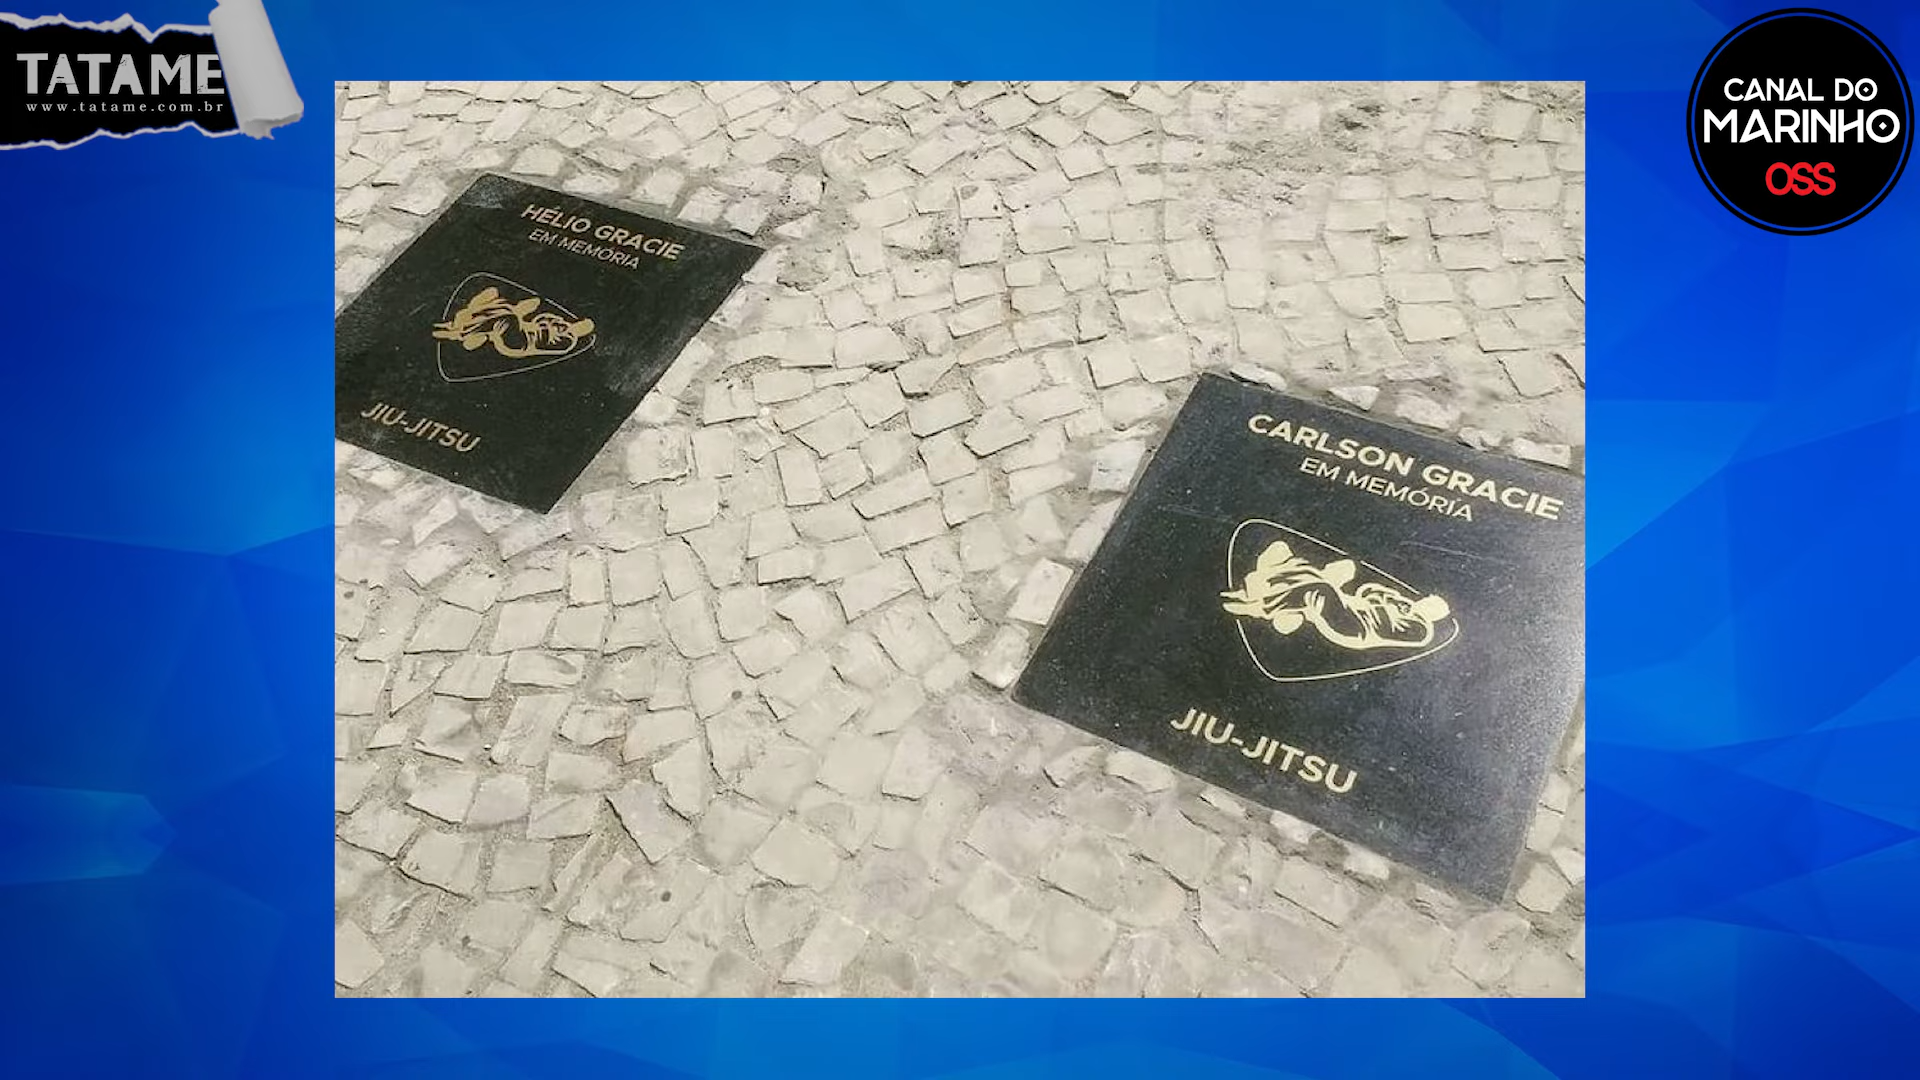 TATAME
www.tatame.com.br
CANAL DO
MARINHO
OSS
HÉLIO GRACIE
EM MEMÓRIA
JIU-JITSU
CARLSON GRACIE
EM MEMÓRIA
JIU-JITSU